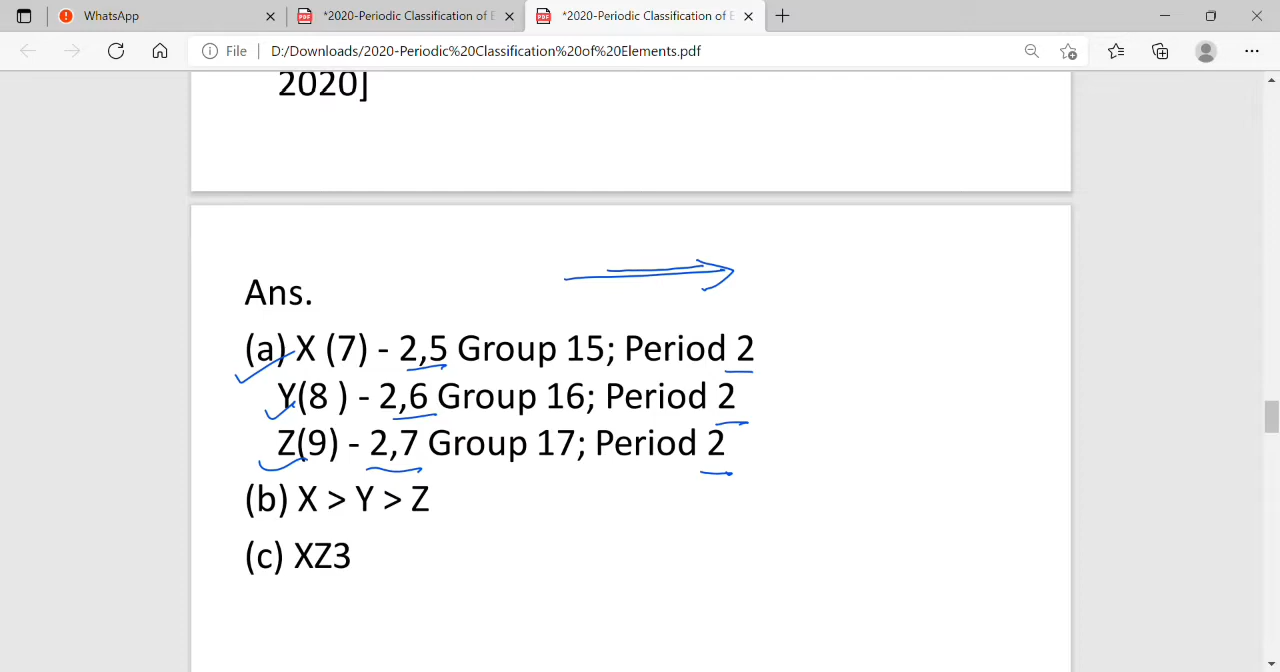 WhatsApp
*2020-Periodic Classification of E
*2020-Periodic Classification of E
File
D:/Downloads/2020-Periodic%20Classification%20of%20Elements.pdf
2020]
Ans.
(a) X (7) - 2,5 Group 15; Period 2
Y(8 ) - 2,6 Group 16; Period 2
Z(9) - 2,7 Group 17; Period 2
(b) X > Y > Z
(c) XZ3